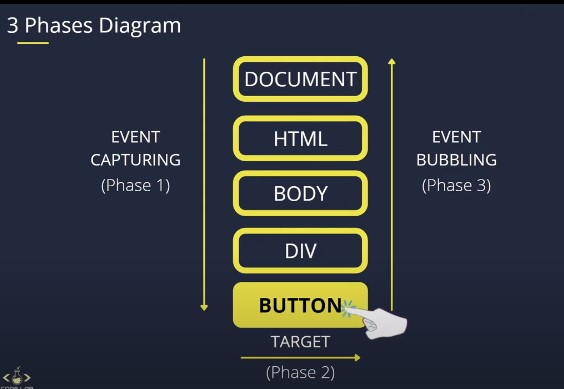 3 Phases Diagram
DOCUMENT
EVENT
CAPTURING
(Phase 1)
HTML
EVENT
BUBBLING
(Phase 3)
BODY
DIV
BUTTON
TARGET
(Phase 2)